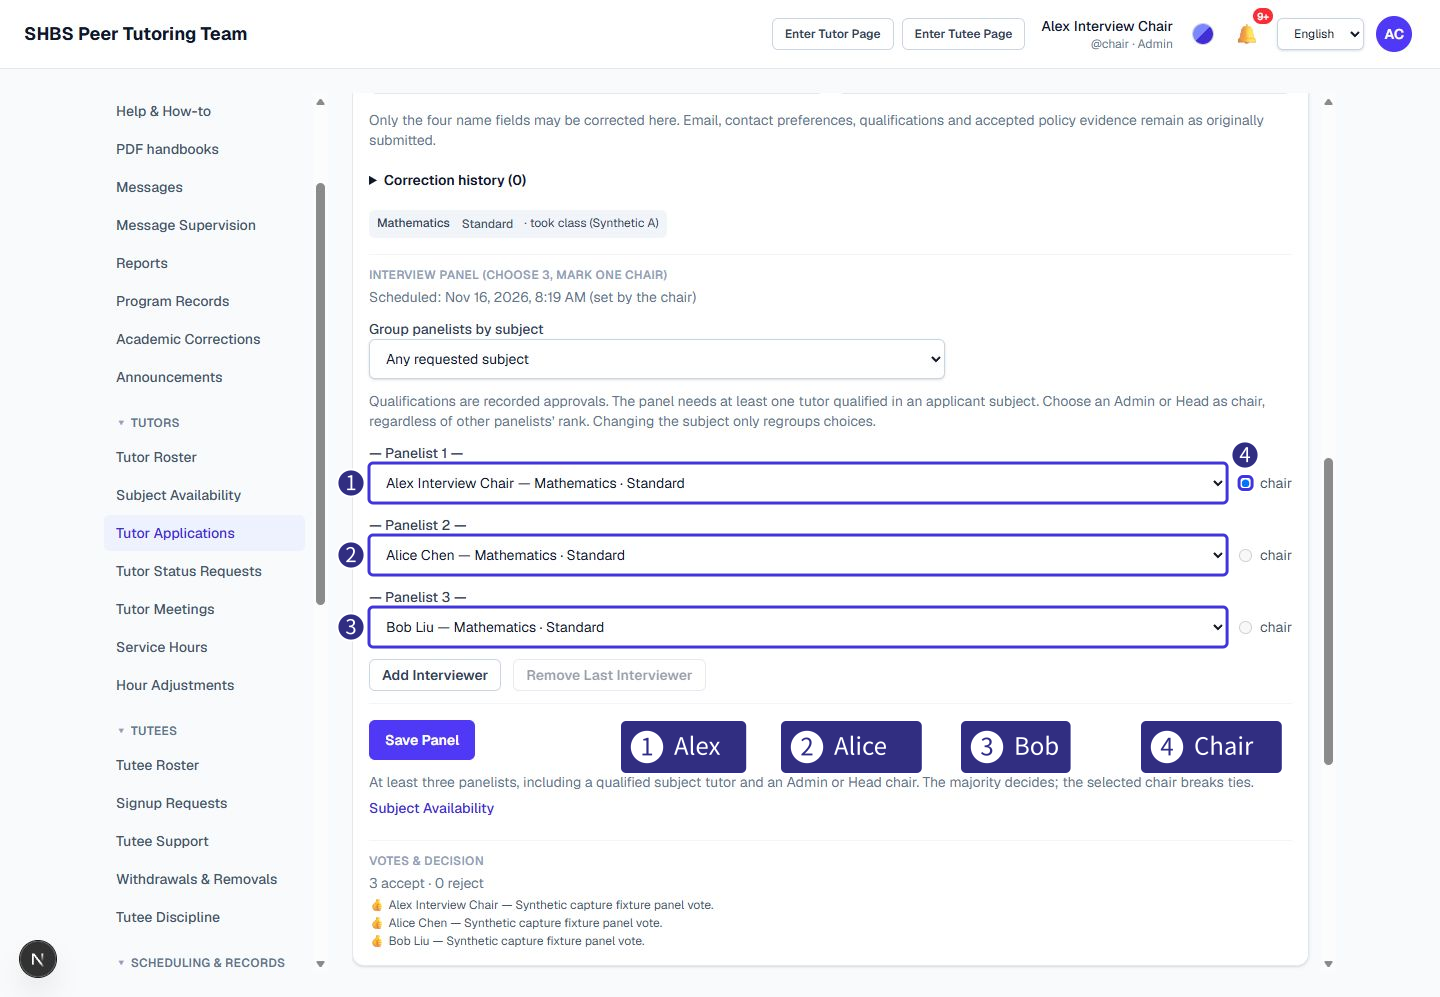 SHBS Peer Tutoring Team
Enter Tutor Page
Enter Tutee Page
Alex Interview Chair
@chair · Admin
9+
English
AC
Help & How-to
PDF handbooks
Messages
Message Supervision
Reports
Program Records
Academic Corrections
Announcements
TUTORS
Tutor Roster
Subject Availability
Tutor Applications
Tutor Status Requests
Tutor Meetings
Service Hours
Hour Adjustments
TUTEES
Tutee Roster
Signup Requests
Tutee Support
Withdrawals & Removals
Tutee Discipline
SCHEDULING & RECORDS
N
Only the four name fields may be corrected here. Email, contact preferences, qualifications and accepted policy evidence remain as originally
submitted.
Correction history (0)
Mathematics Standard · took class (Synthetic A)
INTERVIEW PANEL (CHOOSE 3, MARK ONE CHAIR)
Scheduled: Nov 16, 2026, 8:19 AM (set by the chair)
Group panelists by subject
Any requested subject
Qualifications are recorded approvals. The panel needs at least one tutor qualified in an applicant subject. Choose an Admin or Head as chair,
regardless of other panelists' rank. Changing the subject only regroups choices.
— Panelist 1 —
4
1 Alex Interview Chair — Mathematics · Standard chair
— Panelist 2 —
2 Alice Chen — Mathematics · Standard chair
— Panelist 3 —
3 Bob Liu — Mathematics · Standard chair
Add Interviewer
Remove Last Interviewer
Save Panel
1 Alex
2 Alice
3 Bob
4 Chair
At least three panelists, including a qualified subject tutor and an Admin or Head chair. The majority decides; the selected chair breaks ties.
Subject Availability
VOTES & DECISION
3 accept · 0 reject
Alex Interview Chair — Synthetic capture fixture panel vote.
Alice Chen — Synthetic capture fixture panel vote.
Bob Liu — Synthetic capture fixture panel vote.